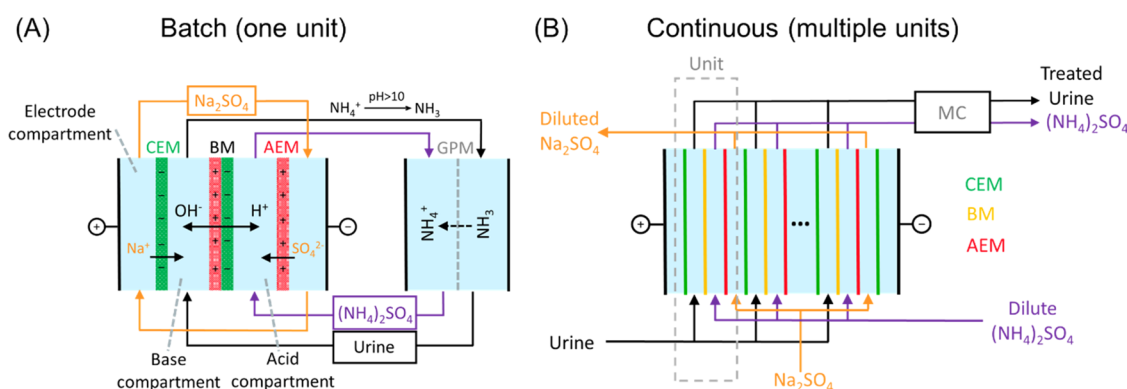 (A) Batch (one unit)
Na₂SO₄
NH₄⁺ pH>10 NH₃
Electrode
compartment
CEM BM AEM
GPM
− + − +
OH⁻ H⁺
Na⁺ SO₄²⁻
NH₄⁺ NH₃
+ −
(NH₄)₂SO₄
Urine
Base
compartment
Acid
compartment
(B) Continuous (multiple units)
Unit
Treated
Urine
MC
(NH₄)₂SO₄
Diluted
Na₂SO₄
CEM
BM
AEM
...
+ −
Dilute
(NH₄)₂SO₄
Urine
Na₂SO₄